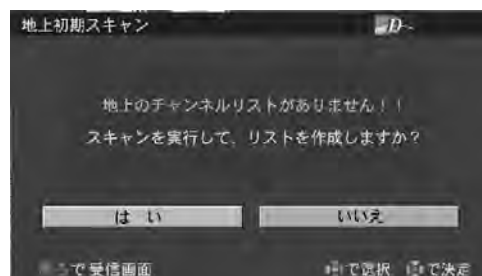 地上初期スキャン
地上のチャンネルリストがありません！！
スキャンを実行して、リストを作成しますか？
はい いいえ
で受信画面 で選択 で決定